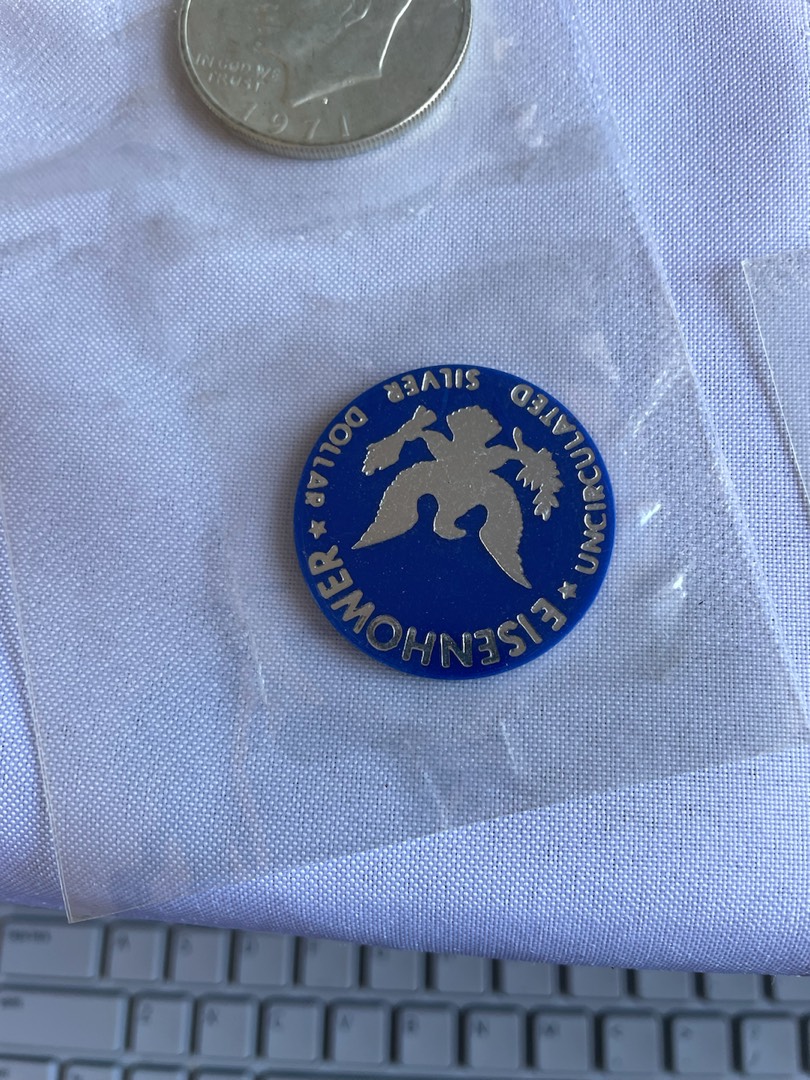 IN GOD WE
TRUST
1971
EISENHOWER
UNCIRCULATED SILVER DOLLAR